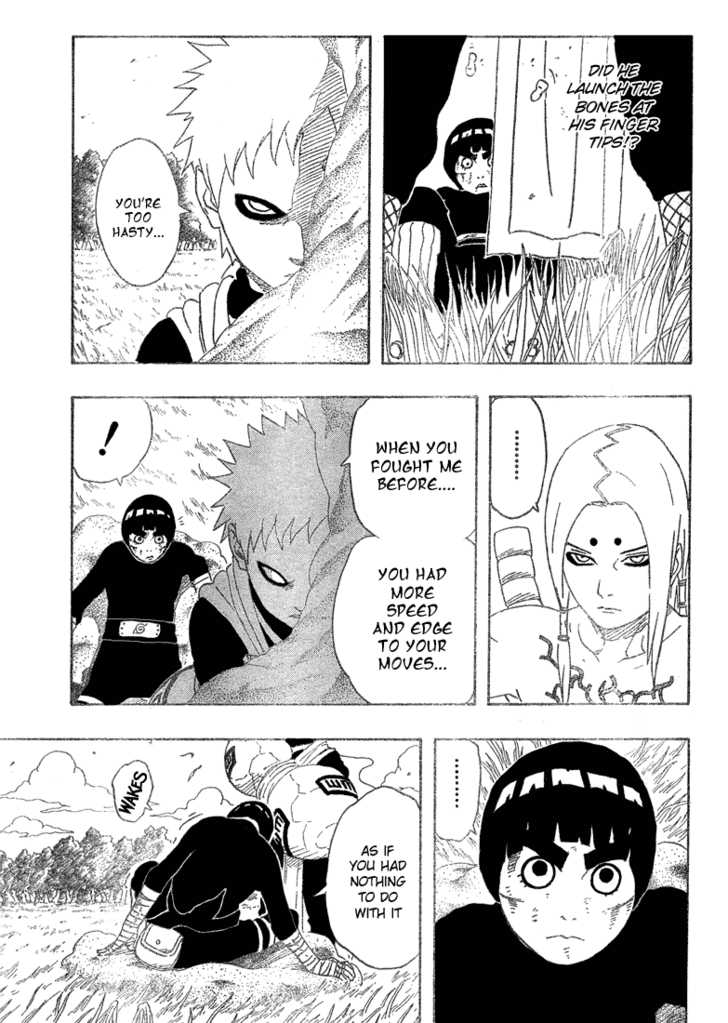 DID HE
LAUNCH THE
BONES AT
HIS FINGER
TIPS!?
YOU'RE
TOO
HASTY...
.........
WHEN YOU
FOUGHT ME
BEFORE....
YOU HAD
MORE
SPEED
AND EDGE
TO YOUR
MOVES...
!
.........
AS IF
YOU HAD
NOTHING
TO DO
WITH IT
WAKES